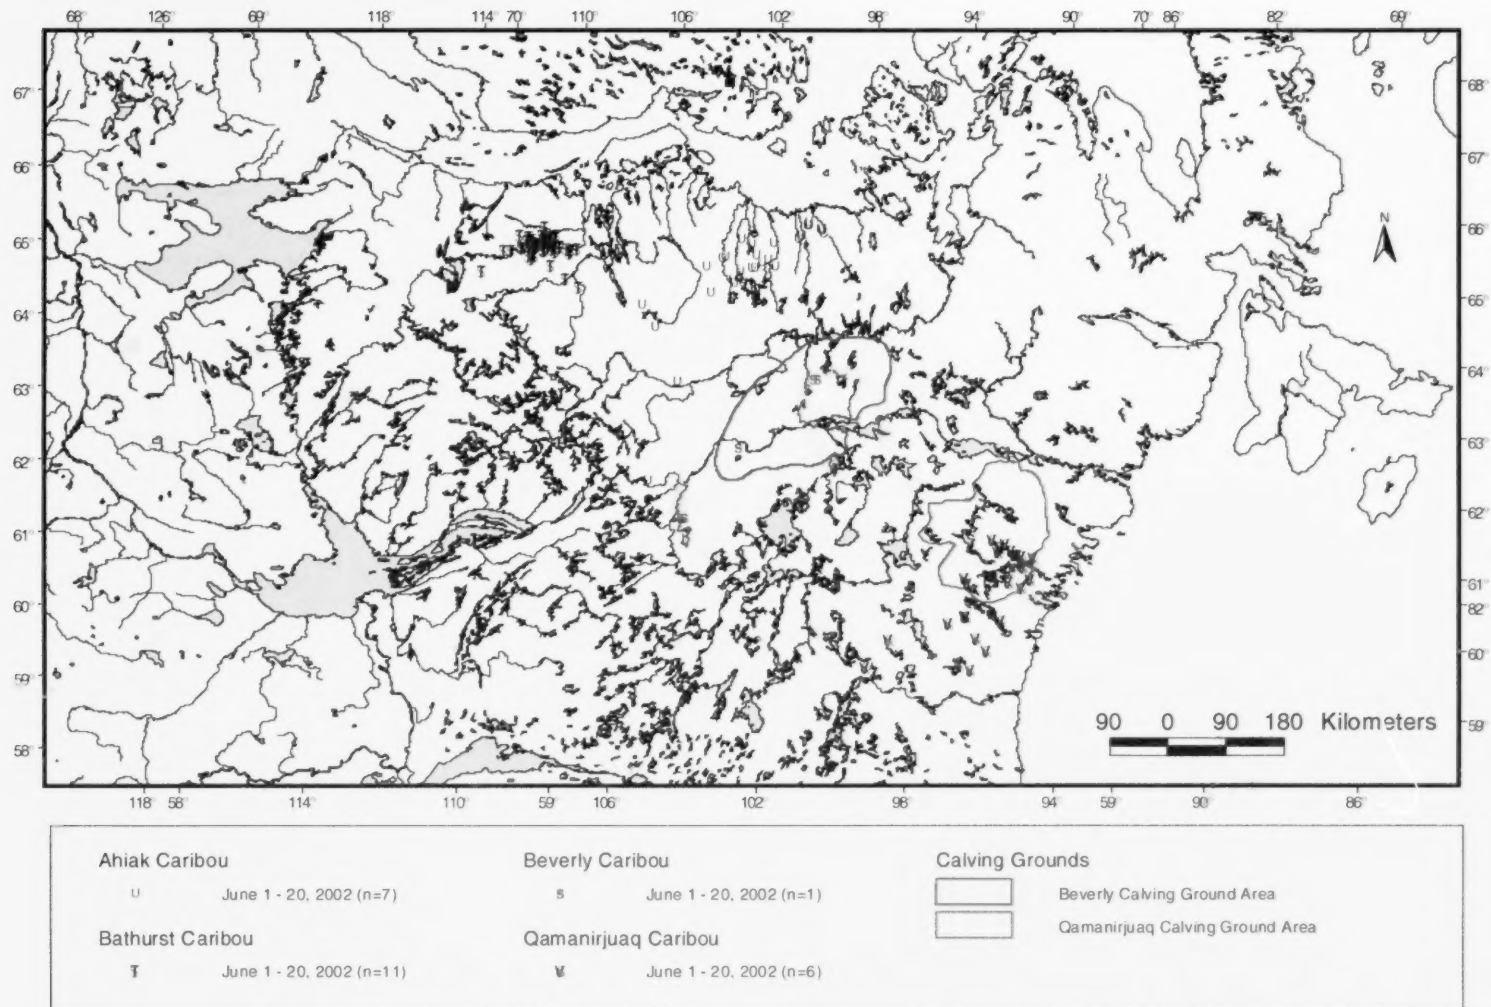 68° 126° 69° 118° 114° 70° 110° 106° 102° 98° 94° 90° 70° 86° 82° 69°
67° 68°
66° 67°
65° 66°
N
64° 65°
63° 64°
62° 63°
61° 62°
60° 61°
82°
59° 60°
58° 59°
90 0 90 180 Kilometers
118° 58° 114° 110° 59° 106° 102° 98° 94° 59° 90° 86°
Ahiak Caribou Beverly Caribou Calving Grounds
U June 1 - 20, 2002 (n=7) S June 1 - 20, 2002 (n=1) Beverly Calving Ground Area
Qamanirjuaq Calving Ground Area
Bathurst Caribou Qamanirjuaq Caribou
T June 1 - 20, 2002 (n=11) V June 1 - 20, 2002 (n=6)